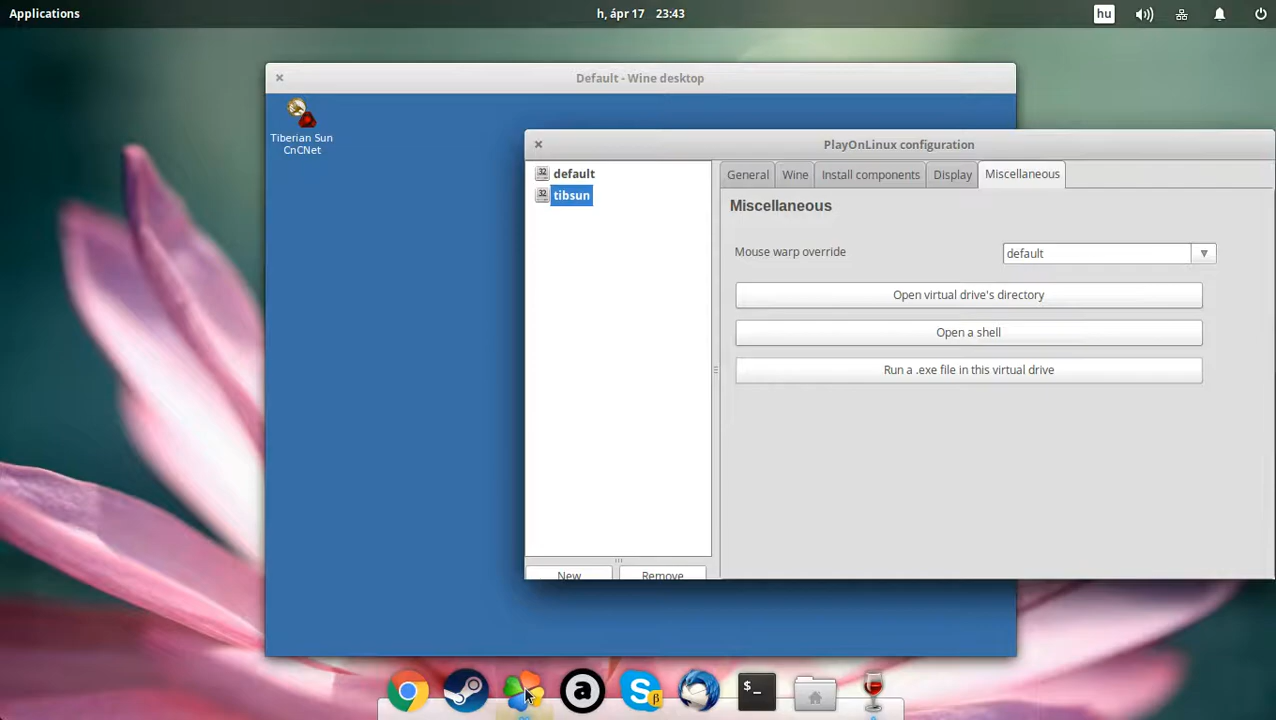 Applications
h, ápr 17 23:43
hu
Default - Wine desktop
Tiberian Sun
CnCNet
PlayOnLinux configuration
32 default
32 tibsun
General
Wine
Install components
Display
Miscellaneous
Miscellaneous
Mouse warp override
default
Open virtual drive's directory
Open a shell
Run a .exe file in this virtual drive
New
Remove
a
S β
$_